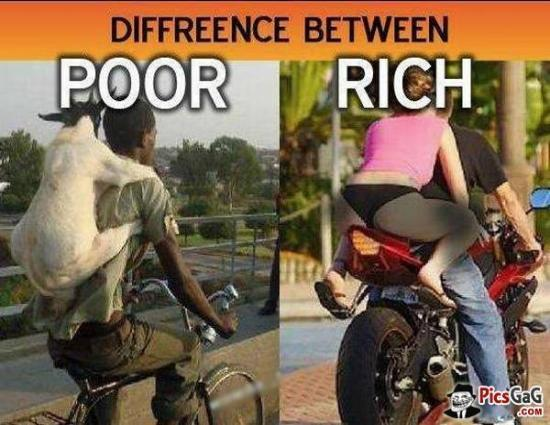 DIFFREENCE BETWEEN
POOR RICH
PicsGaG
.COM